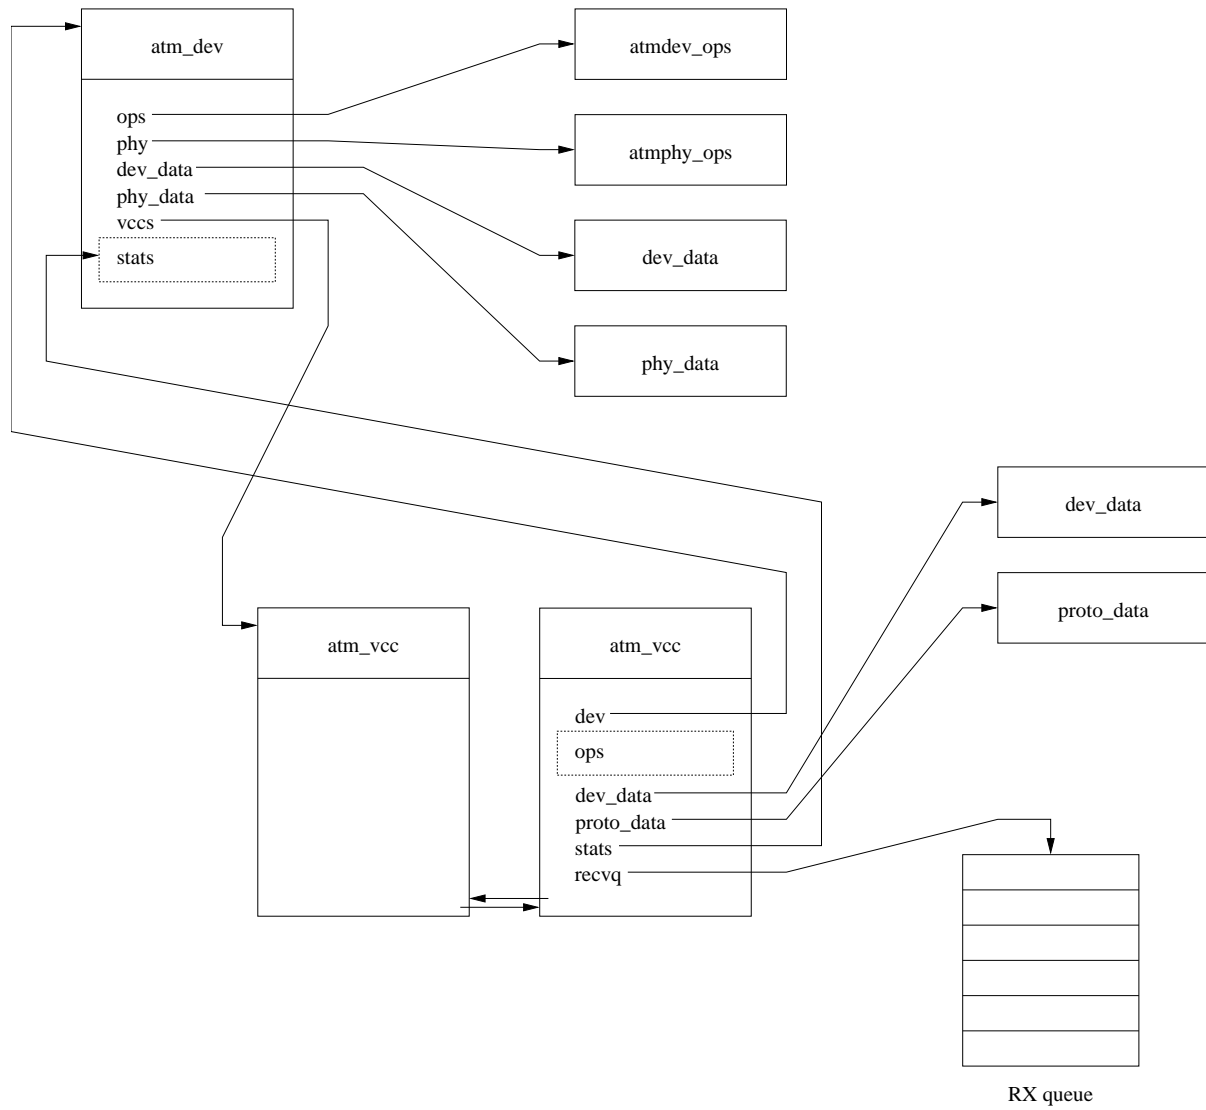 atm_dev
ops
phy
dev_data
phy_data
vccs
stats
atmdev_ops
atmphy_ops
dev_data
phy_data
dev_data
proto_data
atm_vcc
atm_vcc
dev
ops
dev_data
proto_data
stats
recvq
RX queue